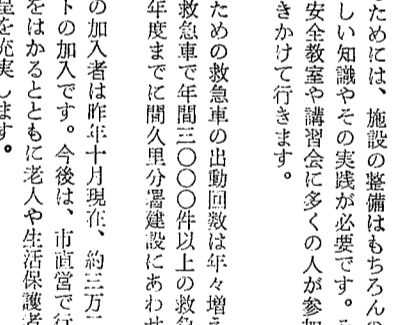 ためには、施設の整備はもちろんの
しい知識やその実践が必要です。
安全教室や講習会に多くの人が参加
きかけて行きます。
ための救急車の出動回数は年々増え
救急車で年間三〇〇〇件以上の救急
年度までに間久里分署建設にあわせ
の加入者は昨年十月現在、約三万
トの加入です。今後は、市直営で行
をはかるとともに老人や生活保護者
を充実します。